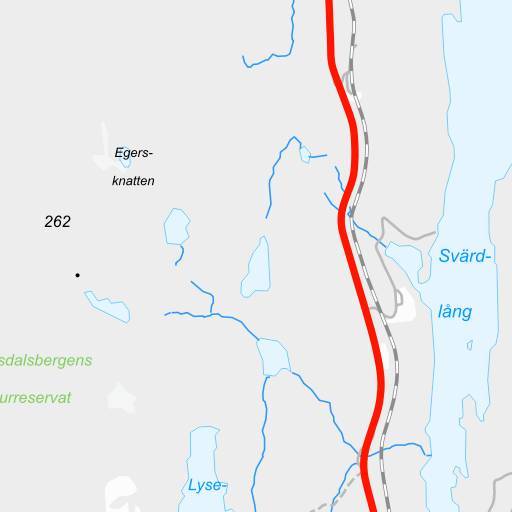 Egers-
knatten
262
Svärd-
lång
sdalsbergens
urreservat
Lyse-